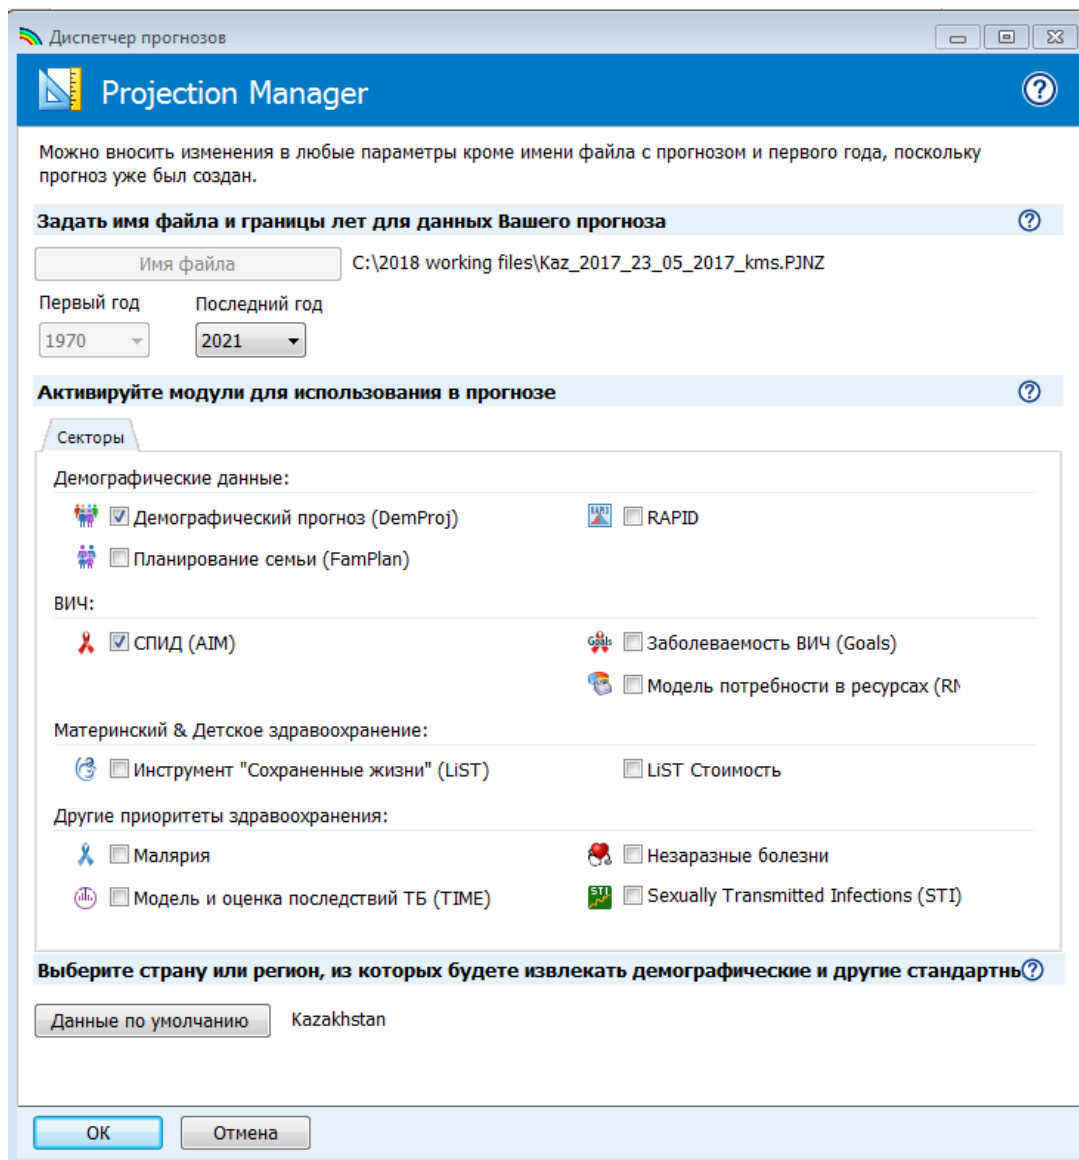 Диспетчер прогнозов
Projection Manager
Можно вносить изменения в любые параметры кроме имени файла с прогнозом и первого года, поскольку
прогноз уже был создан.
Задать имя файла и границы лет для данных Вашего прогноза
Имя файла C:\2018 working files\Kaz_2017_23_05_2017_kms.PJNZ
Первый год Последний год
1970 2021
Активируйте модули для использования в прогнозе
Секторы
Демографические данные:
Демографический прогноз (DemProj) RAPID RAPID
Планирование семьи (FamPlan)
ВИЧ:
СПИД (AIM) Goals Заболеваемость ВИЧ (Goals)
Модель потребности в ресурсах (RN
Материнский & Детское здравоохранение:
Инструмент "Сохраненные жизни" (LiST) LiST Стоимость
Другие приоритеты здравоохранения:
Малярия Незаразные болезни
Модель и оценка последствий ТБ (TIME) STI Sexually Transmitted Infections (STI)
Выберите страну или регион, из которых будете извлекать демографические и другие стандартны
Данные по умолчанию Kazakhstan
OK Отмена